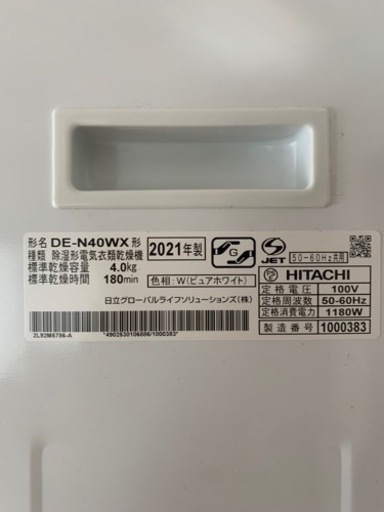 形名 DE-N40WX 形
種類 除湿形電気衣類乾燥機
標準乾燥容量 4.0kg
標準乾燥時間 180min
2021年製
色相：W(ピュアホワイト)
G
S
JET
50-60Hz共用
HITACHI
定格電圧 100V
定格周波数 50-60Hz
定格消費電力 1180W
製造番号 1000383
日立グローバルライフソリューションズ(株)
2L92M6786-A
*4902530106886/1000383*